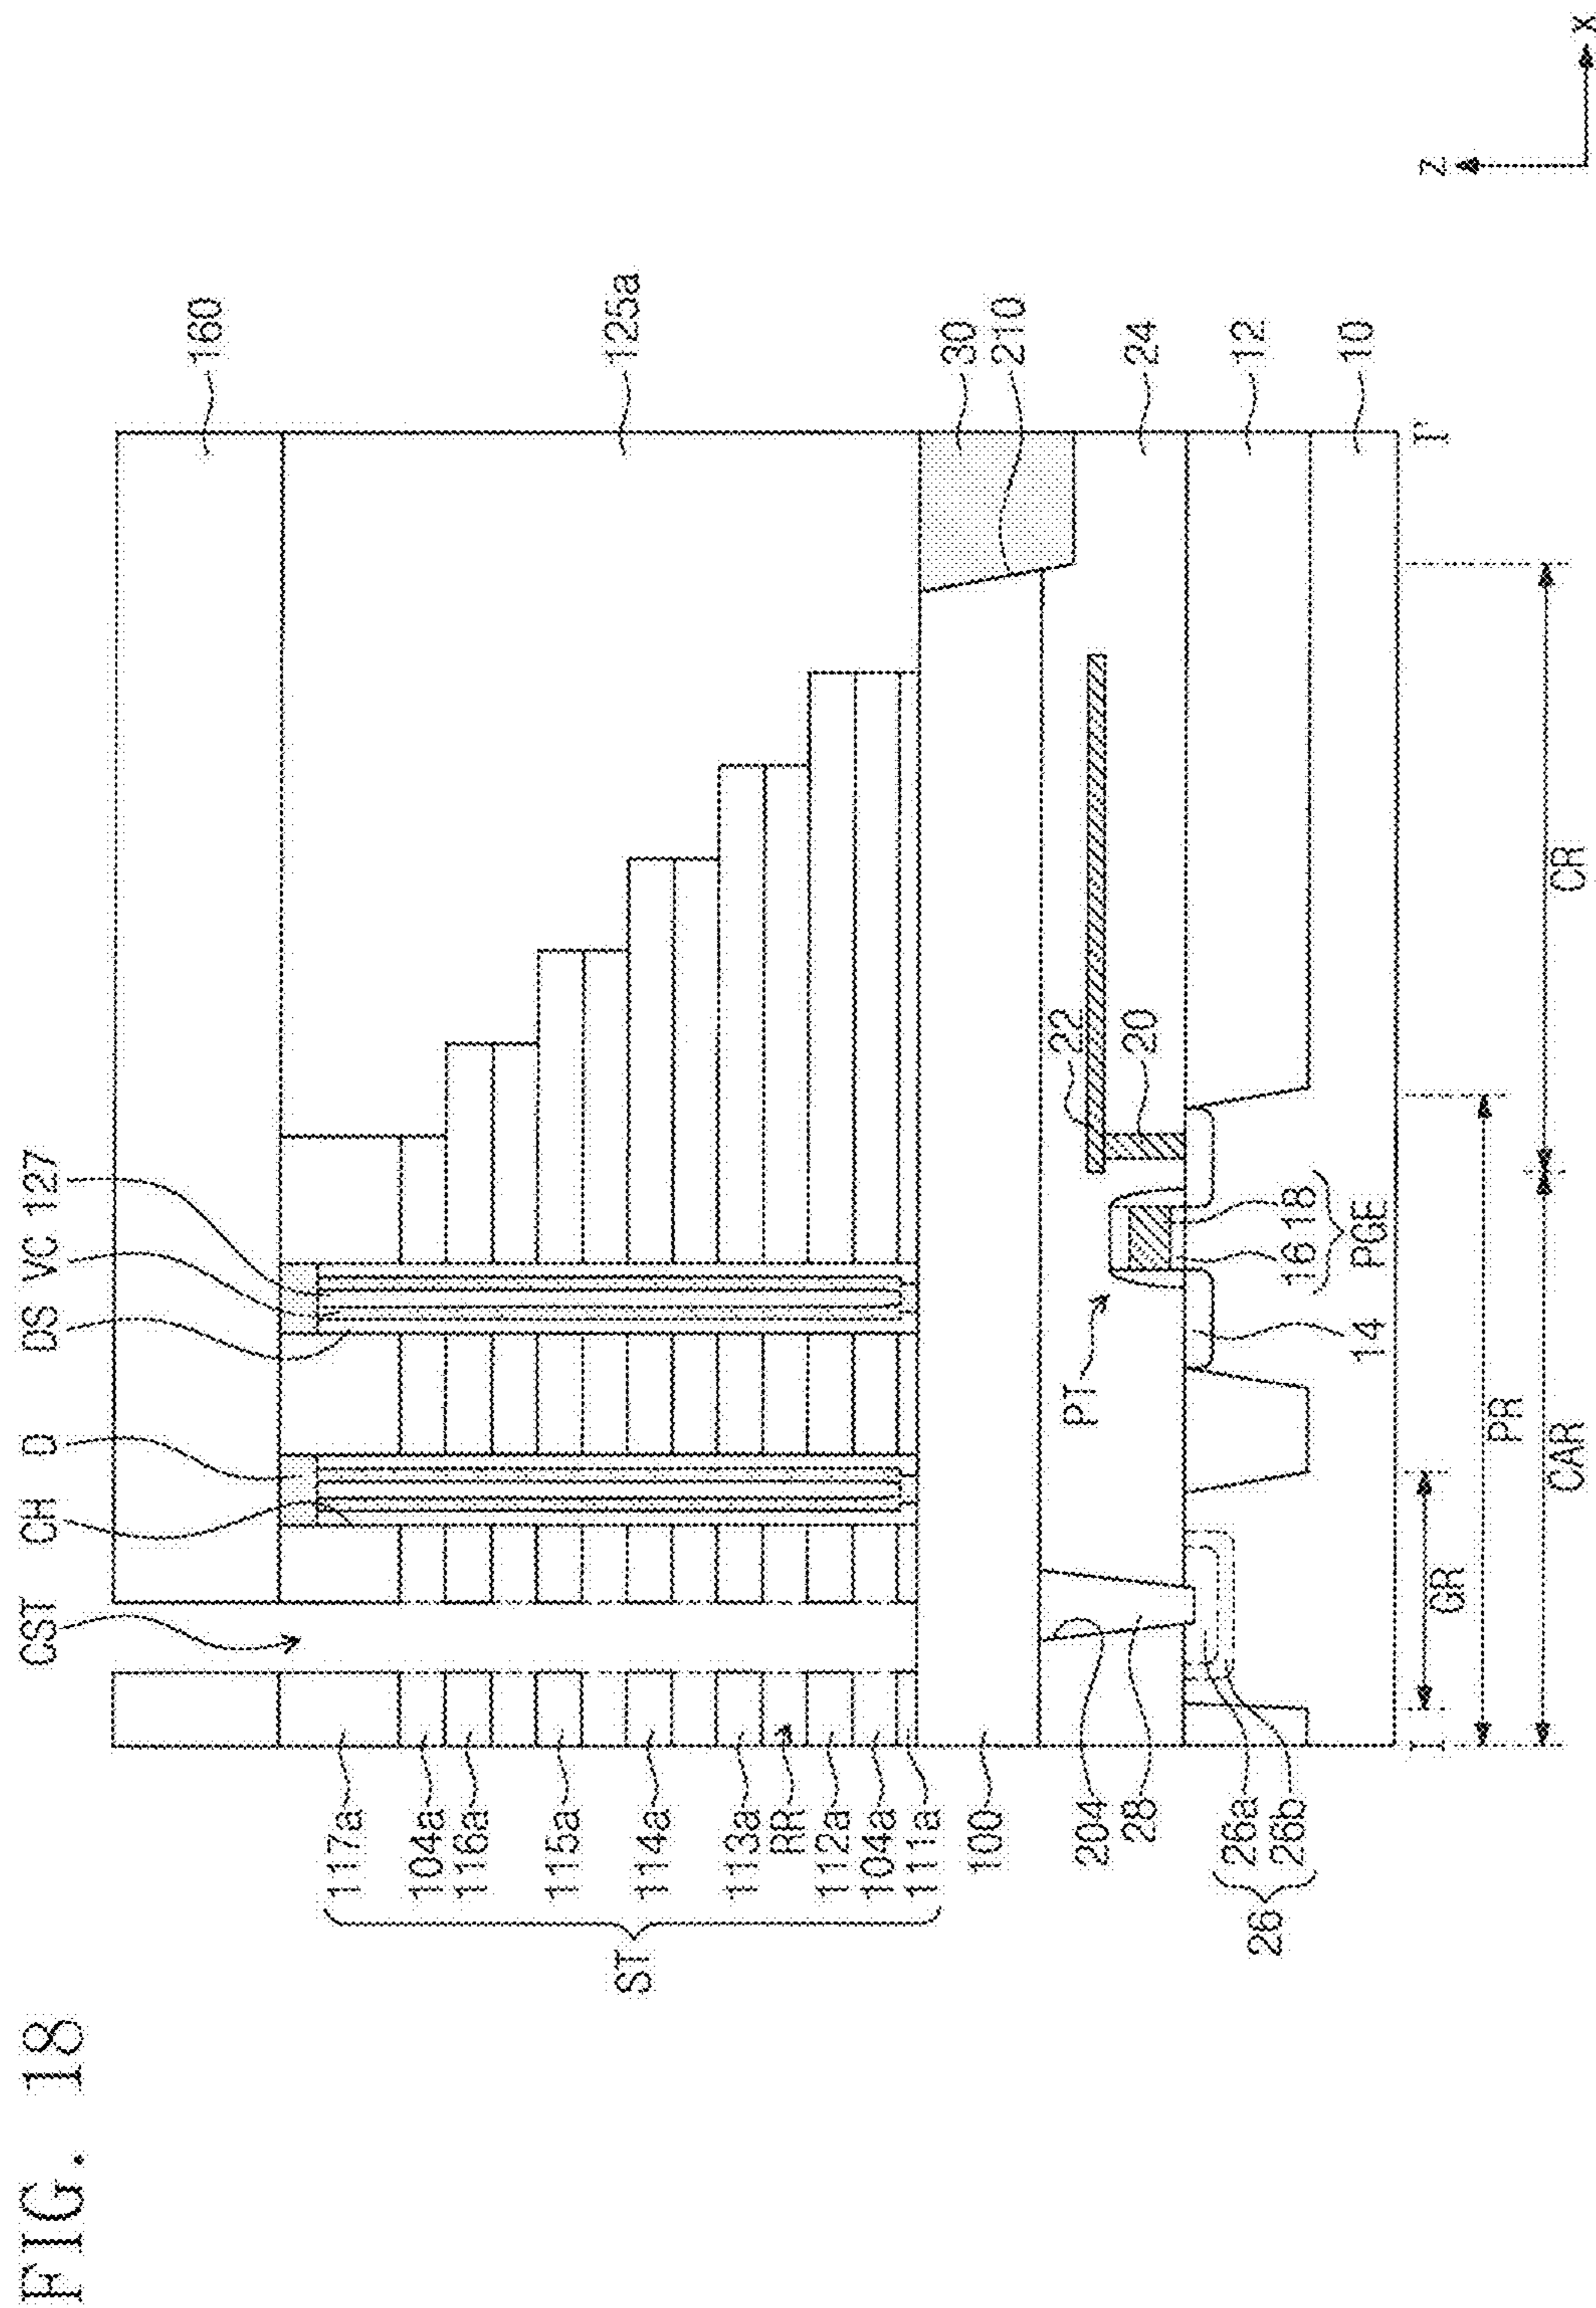 FIG. 18
CST
CH
D
DS
VC
127
160
125a
30
210
24
12
10
ST
117a
104a
116a
115a
114a
113a
RR
112a
104a
111a
100
204
28
26a
26b
26
PT
22
20
16
18
PGE
14
I
I'
GR
PR
CAR
CR
Z
X